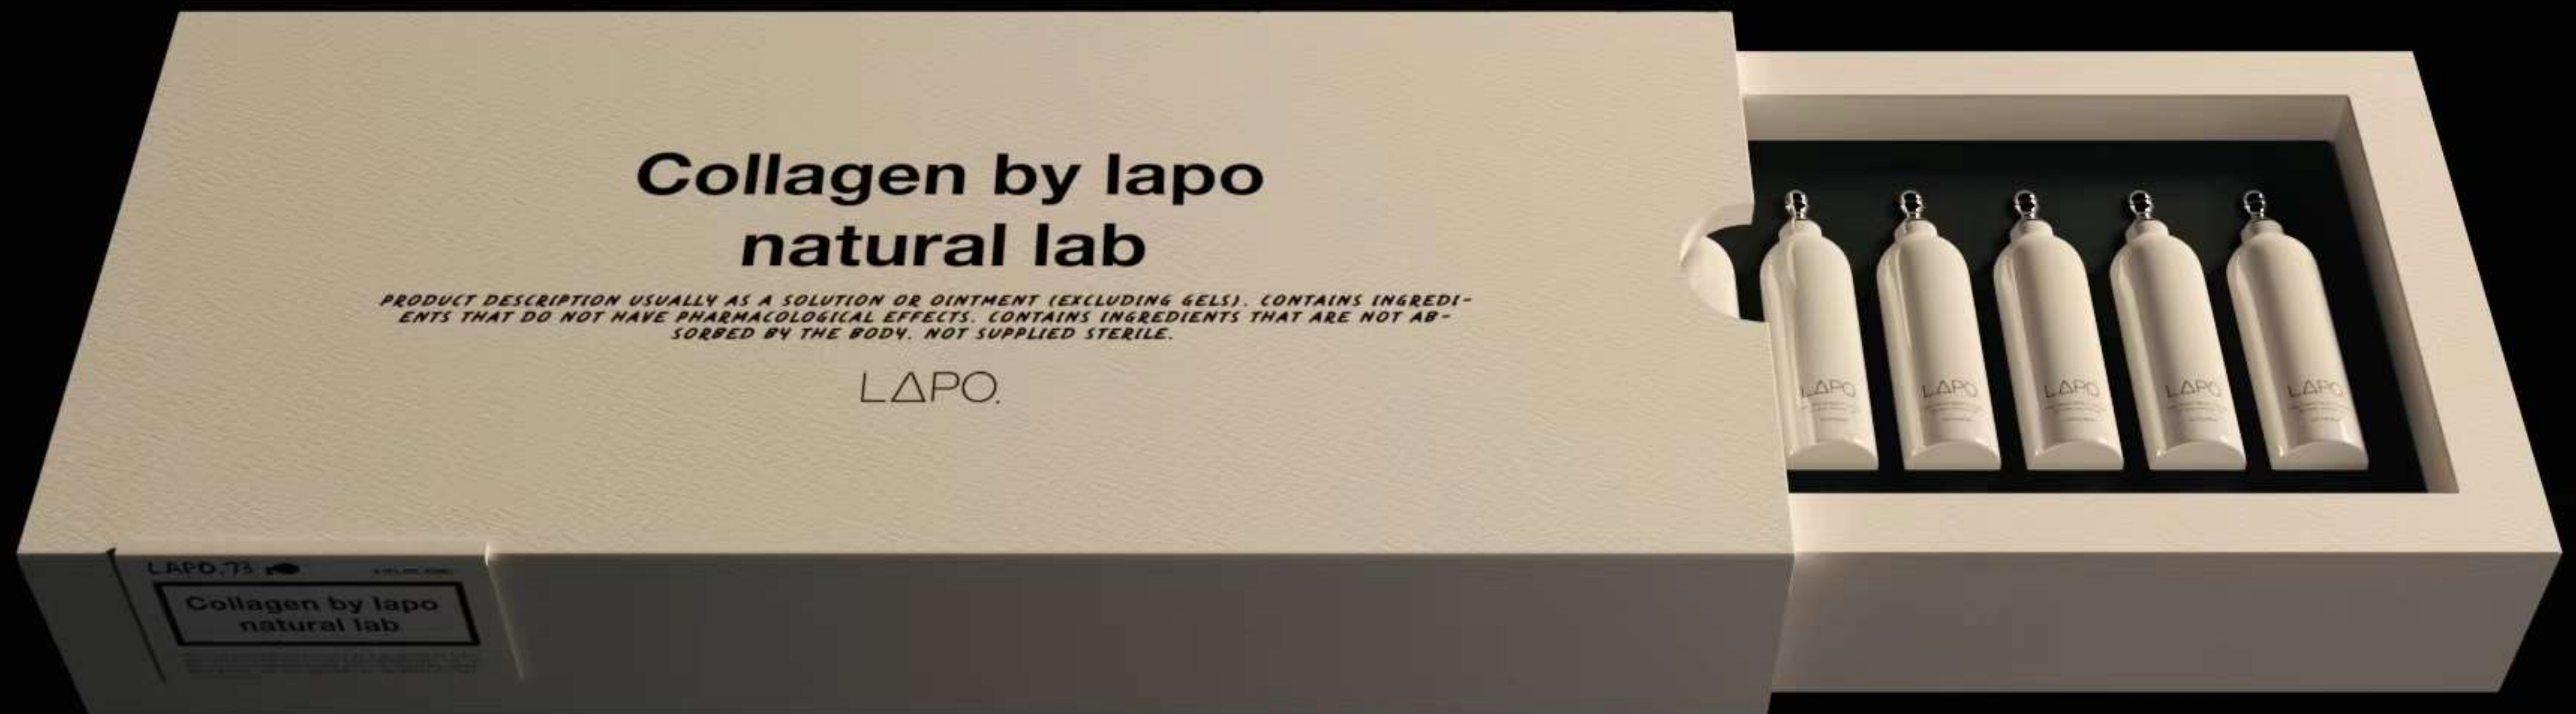 Collagen by lapo
natural lab
PRODUCT DESCRIPTION USUALLY AS A SOLUTION OR OINTMENT (EXCLUDING GELS). CONTAINS INGREDI-
ENTS THAT DO NOT HAVE PHARMACOLOGICAL EFFECTS. CONTAINS INGREDIENTS THAT ARE NOT AB-
SORBED BY THE BODY. NOT SUPPLIED STERILE.
LAPO.
LAPO
LAPO
LAPO
LAPO
LAPO
LAPO.73
Collagen by lapo
natural lab